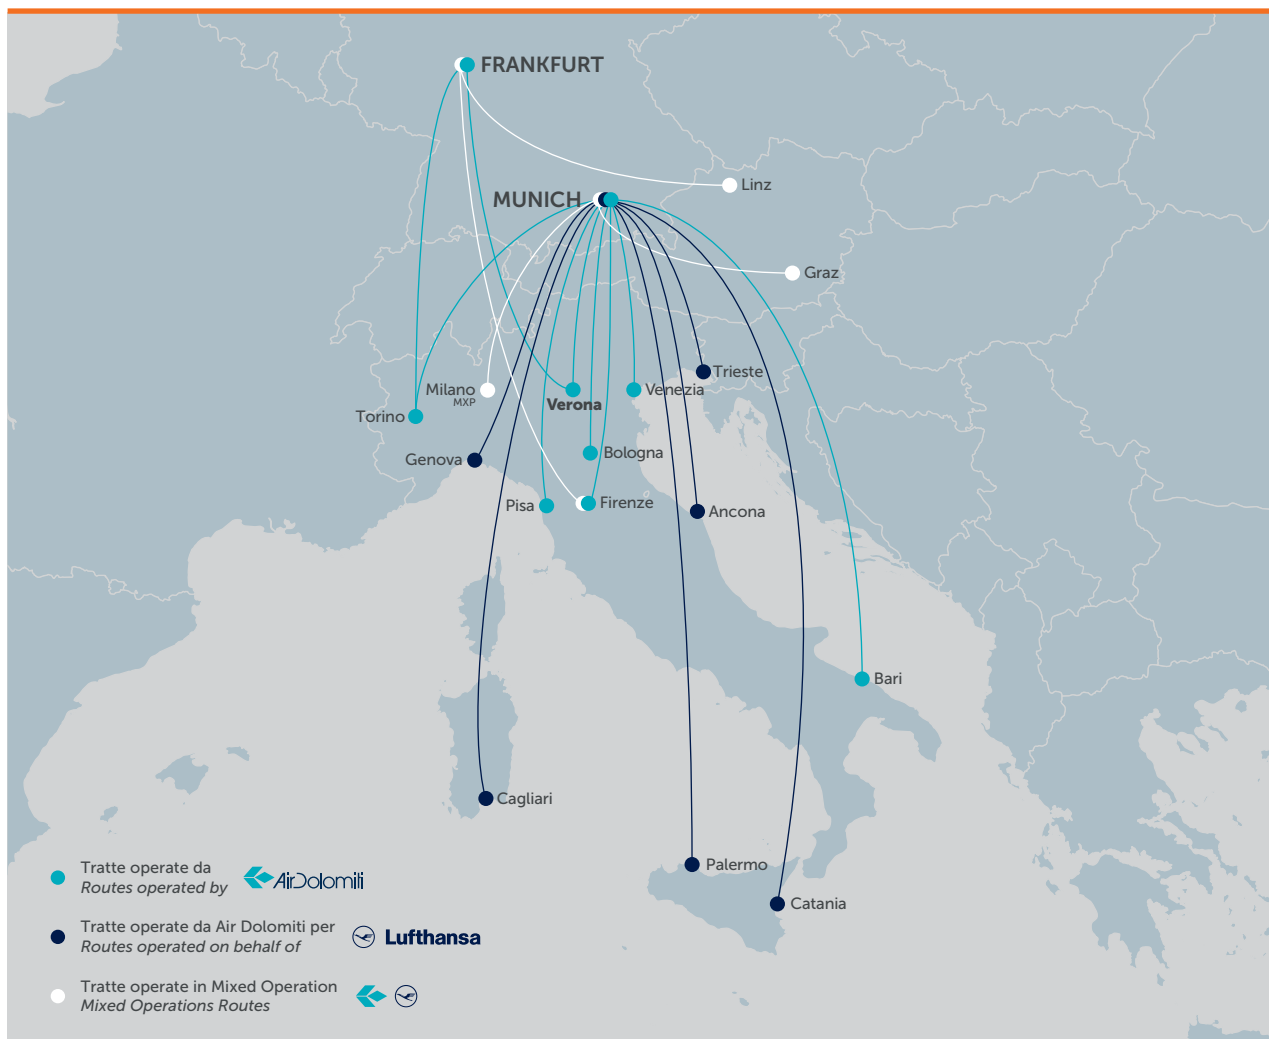 FRANKFURT
Linz
MUNICH
Graz
Trieste
Milano
MXP
Venezia
Verona
Torino
Bologna
Genova
Firenze
Pisa
Ancona
Bari
Cagliari
Palermo
Catania
Tratte operate da
Routes operated by
AirDolomiti
Tratte operate da Air Dolomiti per
Routes operated on behalf of
Lufthansa
Tratte operate in Mixed Operation
Mixed Operations Routes